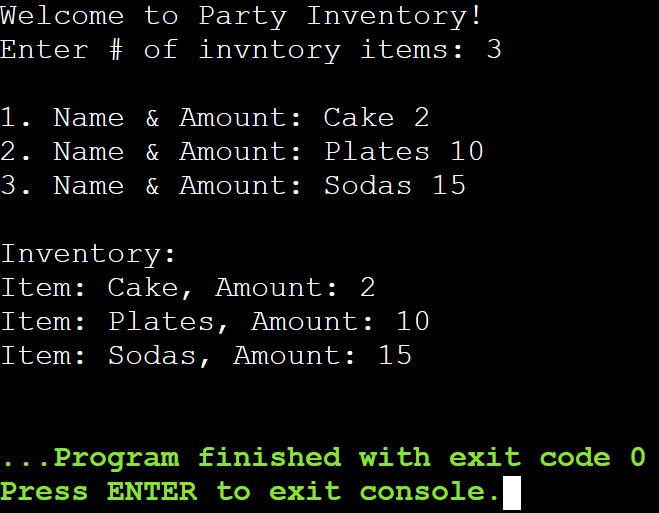 Welcome to Party Inventory!
Enter # of invntory items: 3
1. Name & Amount: Cake 2
2. Name & Amount: Plates 10
3. Name & Amount: Sodas 15
Inventory:
Item: Cake, Amount: 2
Item: Plates, Amount: 10
Item: Sodas, Amount: 15
...Program finished with exit code 0
Press ENTER to exit console.